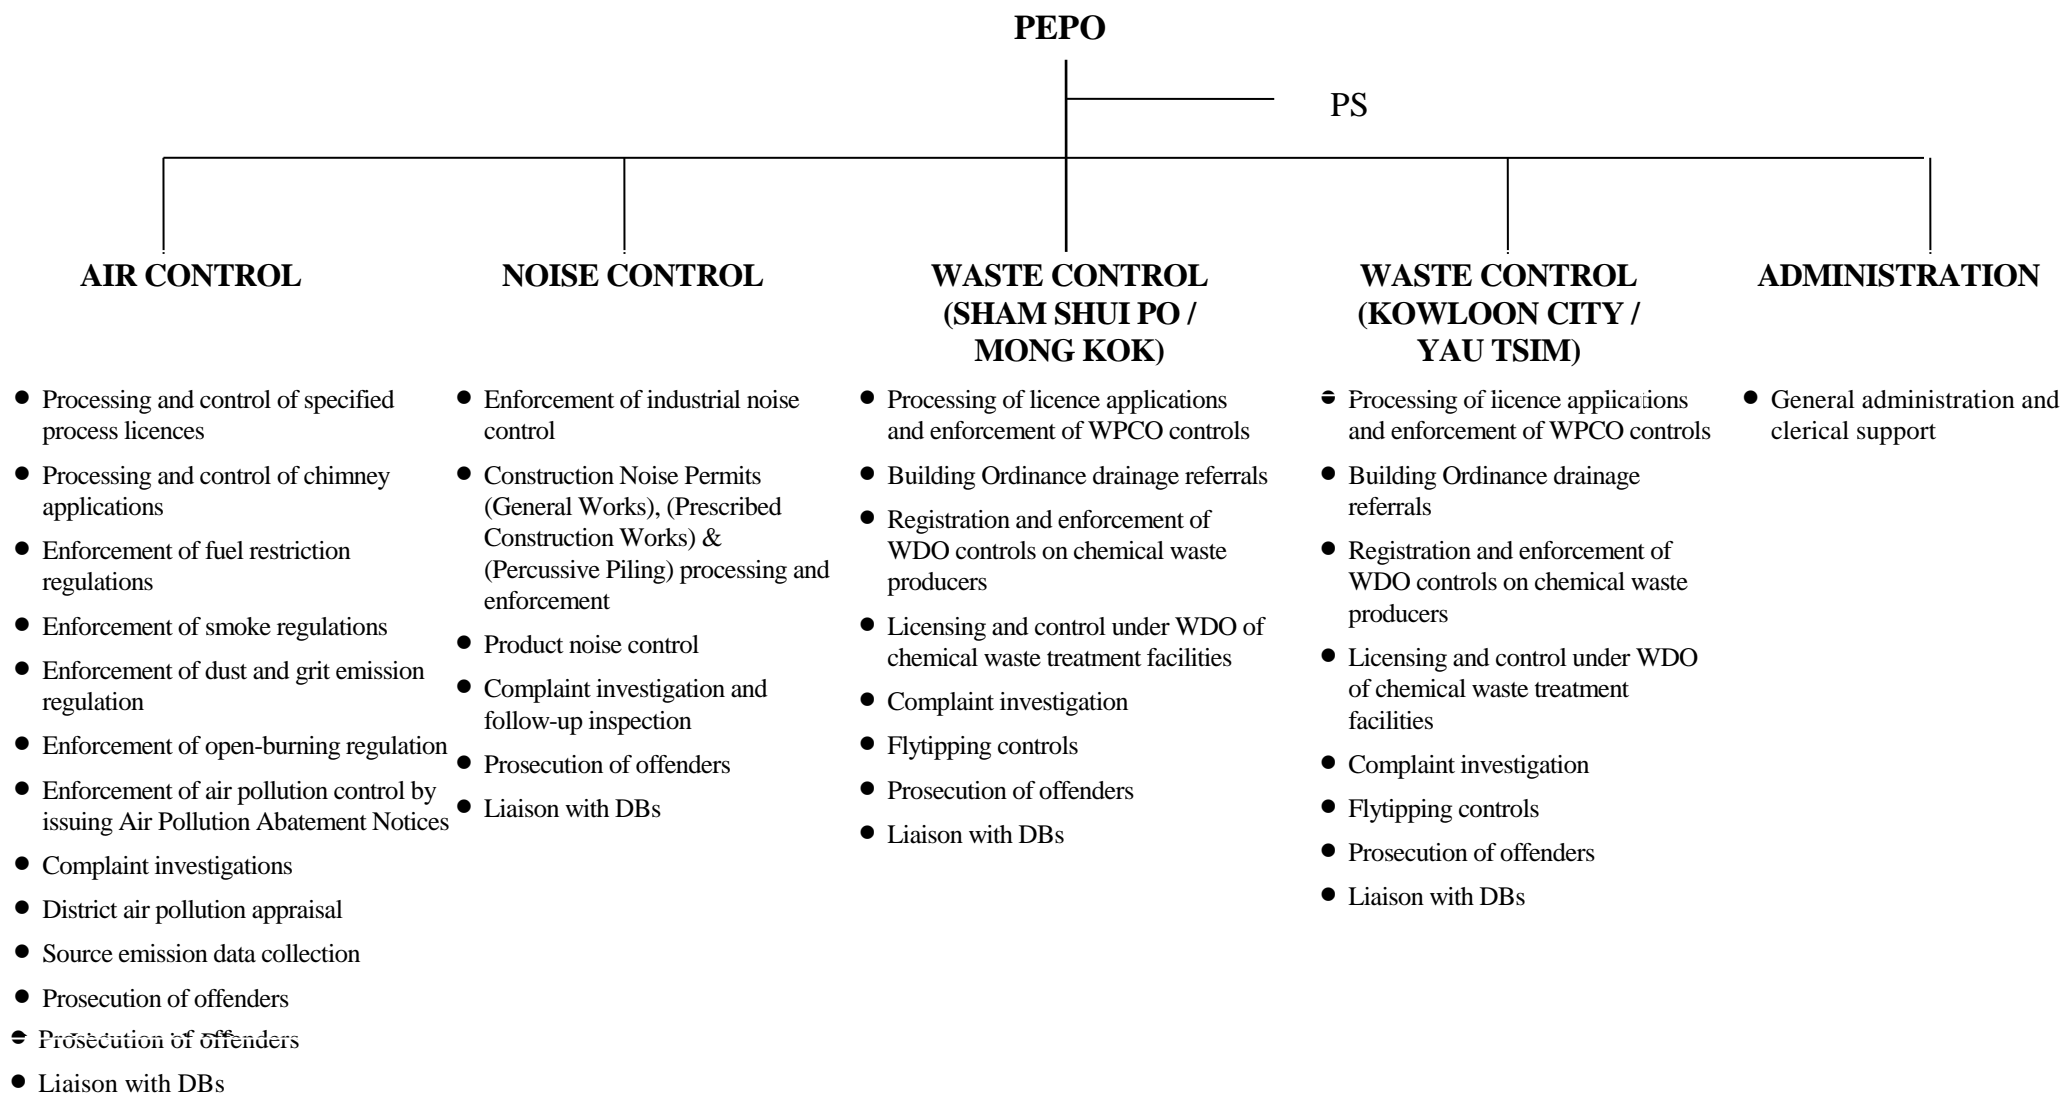 PEPO
PS
AIR CONTROL
● Processing and control of specified
process licences
● Processing and control of chimney
applications
● Enforcement of fuel restriction
regulations
● Enforcement of smoke regulations
● Enforcement of dust and grit emission
regulation
● Enforcement of open-burning regulation
● Enforcement of air pollution control by
issuing Air Pollution Abatement Notices
● Complaint investigations
● District air pollution appraisal
● Source emission data collection
● Prosecution of offenders
● Prosecution of offenders
● Liaison with DBs
NOISE CONTROL
● Enforcement of industrial noise
control
● Construction Noise Permits
(General Works), (Prescribed
Construction Works) &
(Percussive Piling) processing and
enforcement
● Product noise control
● Complaint investigation and
follow-up inspection
● Prosecution of offenders
● Liaison with DBs
WASTE CONTROL
(SHAM SHUI PO /
MONG KOK)
● Processing of licence applications
and enforcement of WPCO controls
● Building Ordinance drainage referrals
● Registration and enforcement of
WDO controls on chemical waste
producers
● Licensing and control under WDO of
chemical waste treatment facilities
● Complaint investigation
● Flytipping controls
● Prosecution of offenders
● Liaison with DBs
WASTE CONTROL
(KOWLOON CITY /
YAU TSIM)
● Processing of licence applications
and enforcement of WPCO controls
● Building Ordinance drainage
referrals
● Registration and enforcement of
WDO controls on chemical waste
producers
● Licensing and control under WDO
of chemical waste treatment
facilities
● Complaint investigation
● Flytipping controls
● Prosecution of offenders
● Liaison with DBs
ADMINISTRATION
● General administration and
clerical support